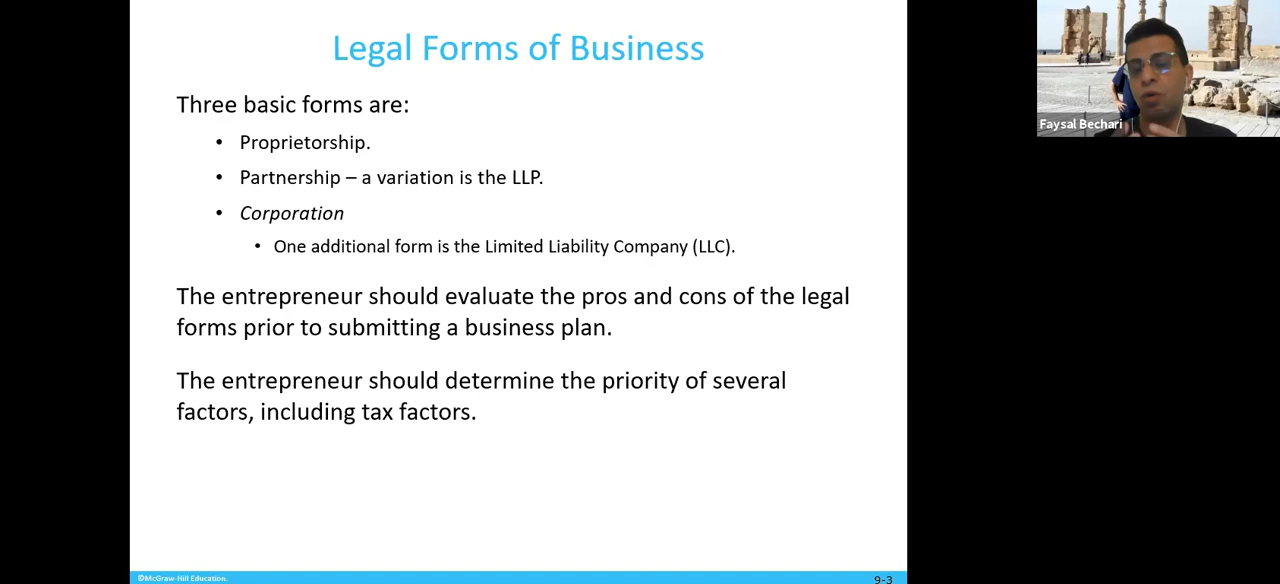 Legal Forms of Business
Three basic forms are:
• Proprietorship.
• Partnership – a variation is the LLP.
• Corporation
• One additional form is the Limited Liability Company (LLC).
The entrepreneur should evaluate the pros and cons of the legal
forms prior to submitting a business plan.
The entrepreneur should determine the priority of several
factors, including tax factors.
©McGraw-Hill Education.
9-3
Faysal Bechari